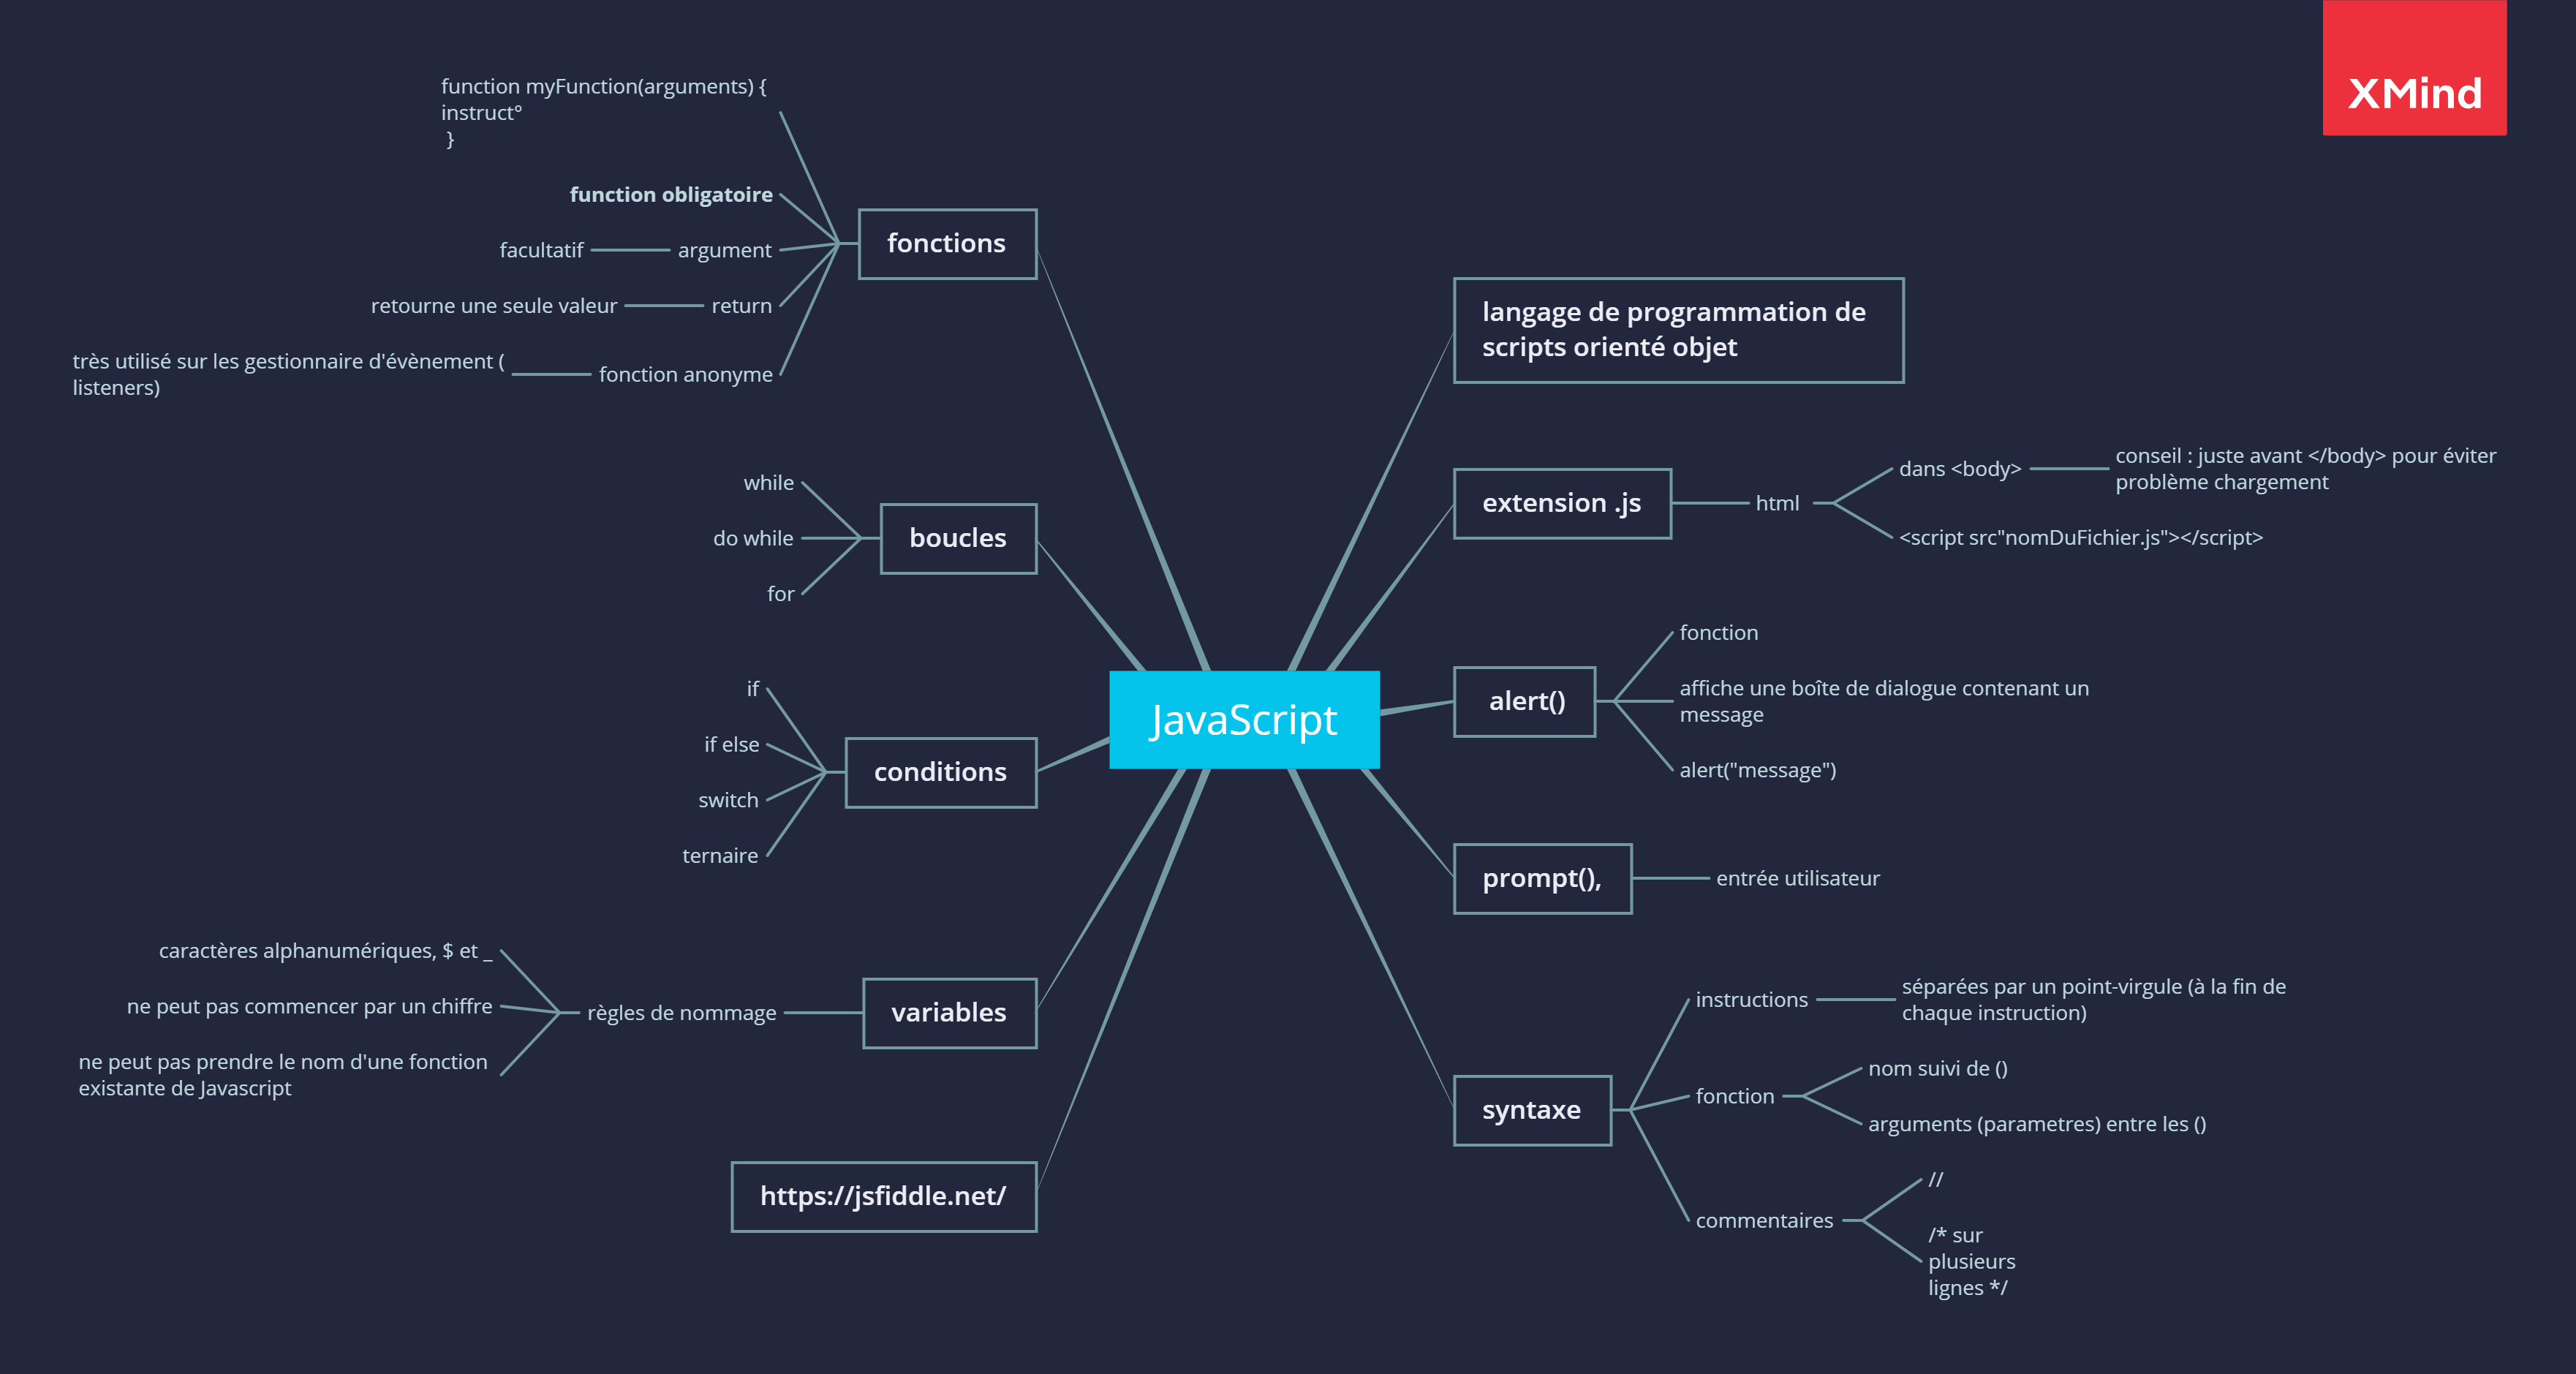 XMind
function myFunction(arguments) {
instruct°
}
function obligatoire
facultatif
argument
retourne une seule valeur
return
très utilisé sur les gestionnaire d'évènement (
listeners)
fonction anonyme
fonctions
while
do while
for
boucles
if
if else
switch
ternaire
conditions
caractères alphanumériques, $ et _
ne peut pas commencer par un chiffre
ne peut pas prendre le nom d'une fonction
existante de Javascript
règles de nommage
variables
https://jsfiddle.net/
JavaScript
langage de programmation de
scripts orienté objet
extension .js
html
dans <body>
conseil : juste avant </body> pour éviter
problème chargement
<script src"nomDuFichier.js"></script>
alert()
fonction
affiche une boîte de dialogue contenant un
message
alert("message")
prompt(),
entrée utilisateur
syntaxe
instructions
séparées par un point-virgule (à la fin de
chaque instruction)
fonction
nom suivi de ()
arguments (parametres) entre les ()
commentaires
//
/* sur
plusieurs
lignes */